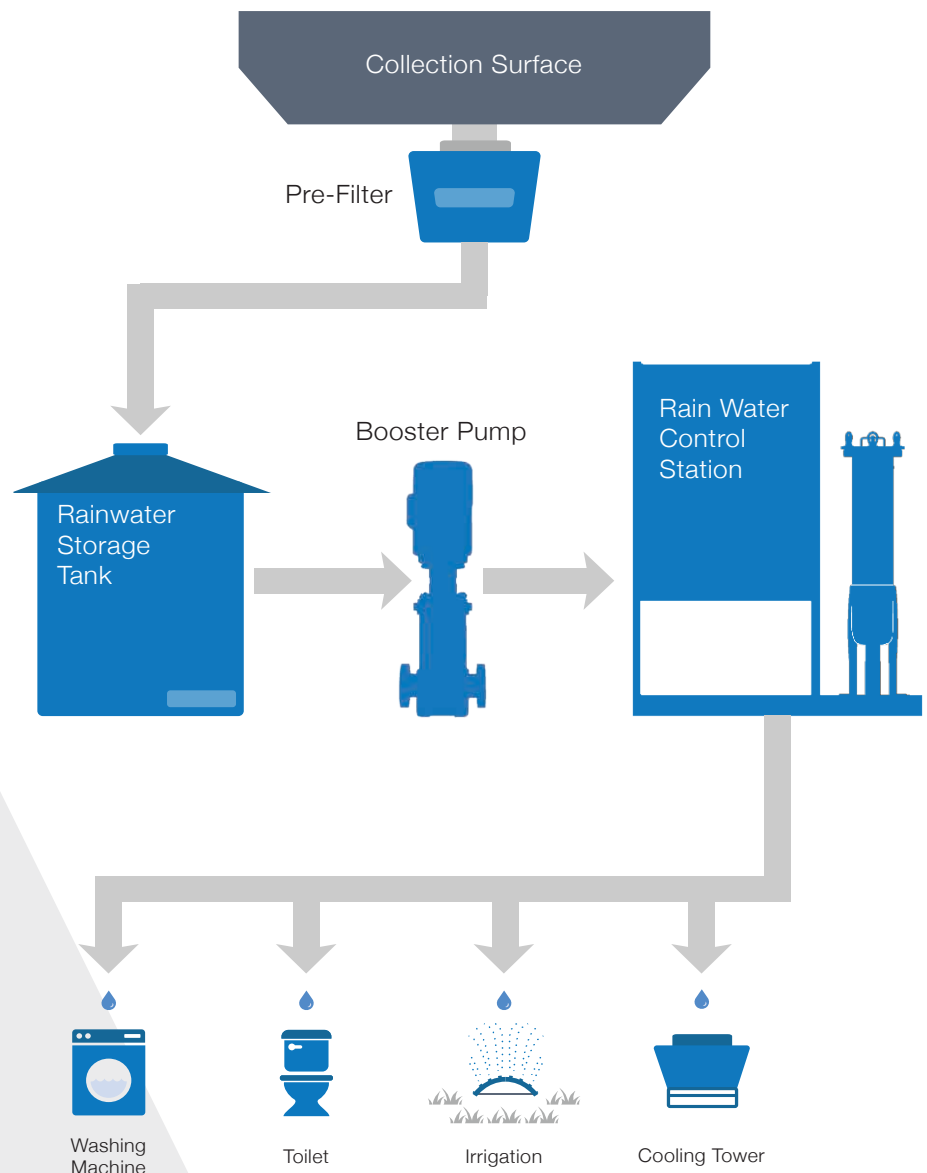 Collection Surface
Pre-Filter
Booster Pump
Rain Water
Control
Station
Rainwater
Storage
Tank
Washing
Machine
Toilet
Irrigation
Cooling Tower